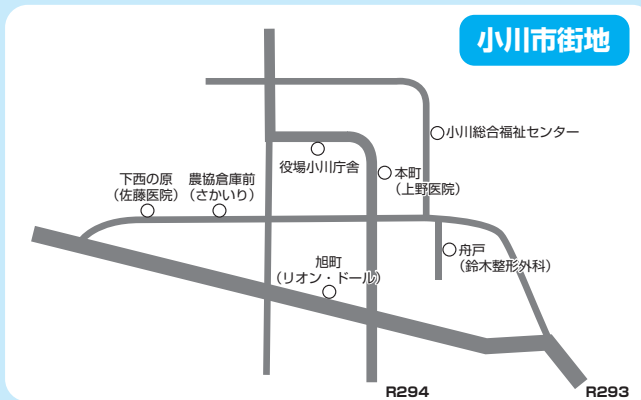 小川市街地
小川総合福祉センター
役場小川庁舎
本町
（上野医院）
下西の原
（佐藤医院）
農協倉庫前
（さかいり）
舟戸
（鈴木整形外科）
旭町
（リオン・ドール）
R294
R293